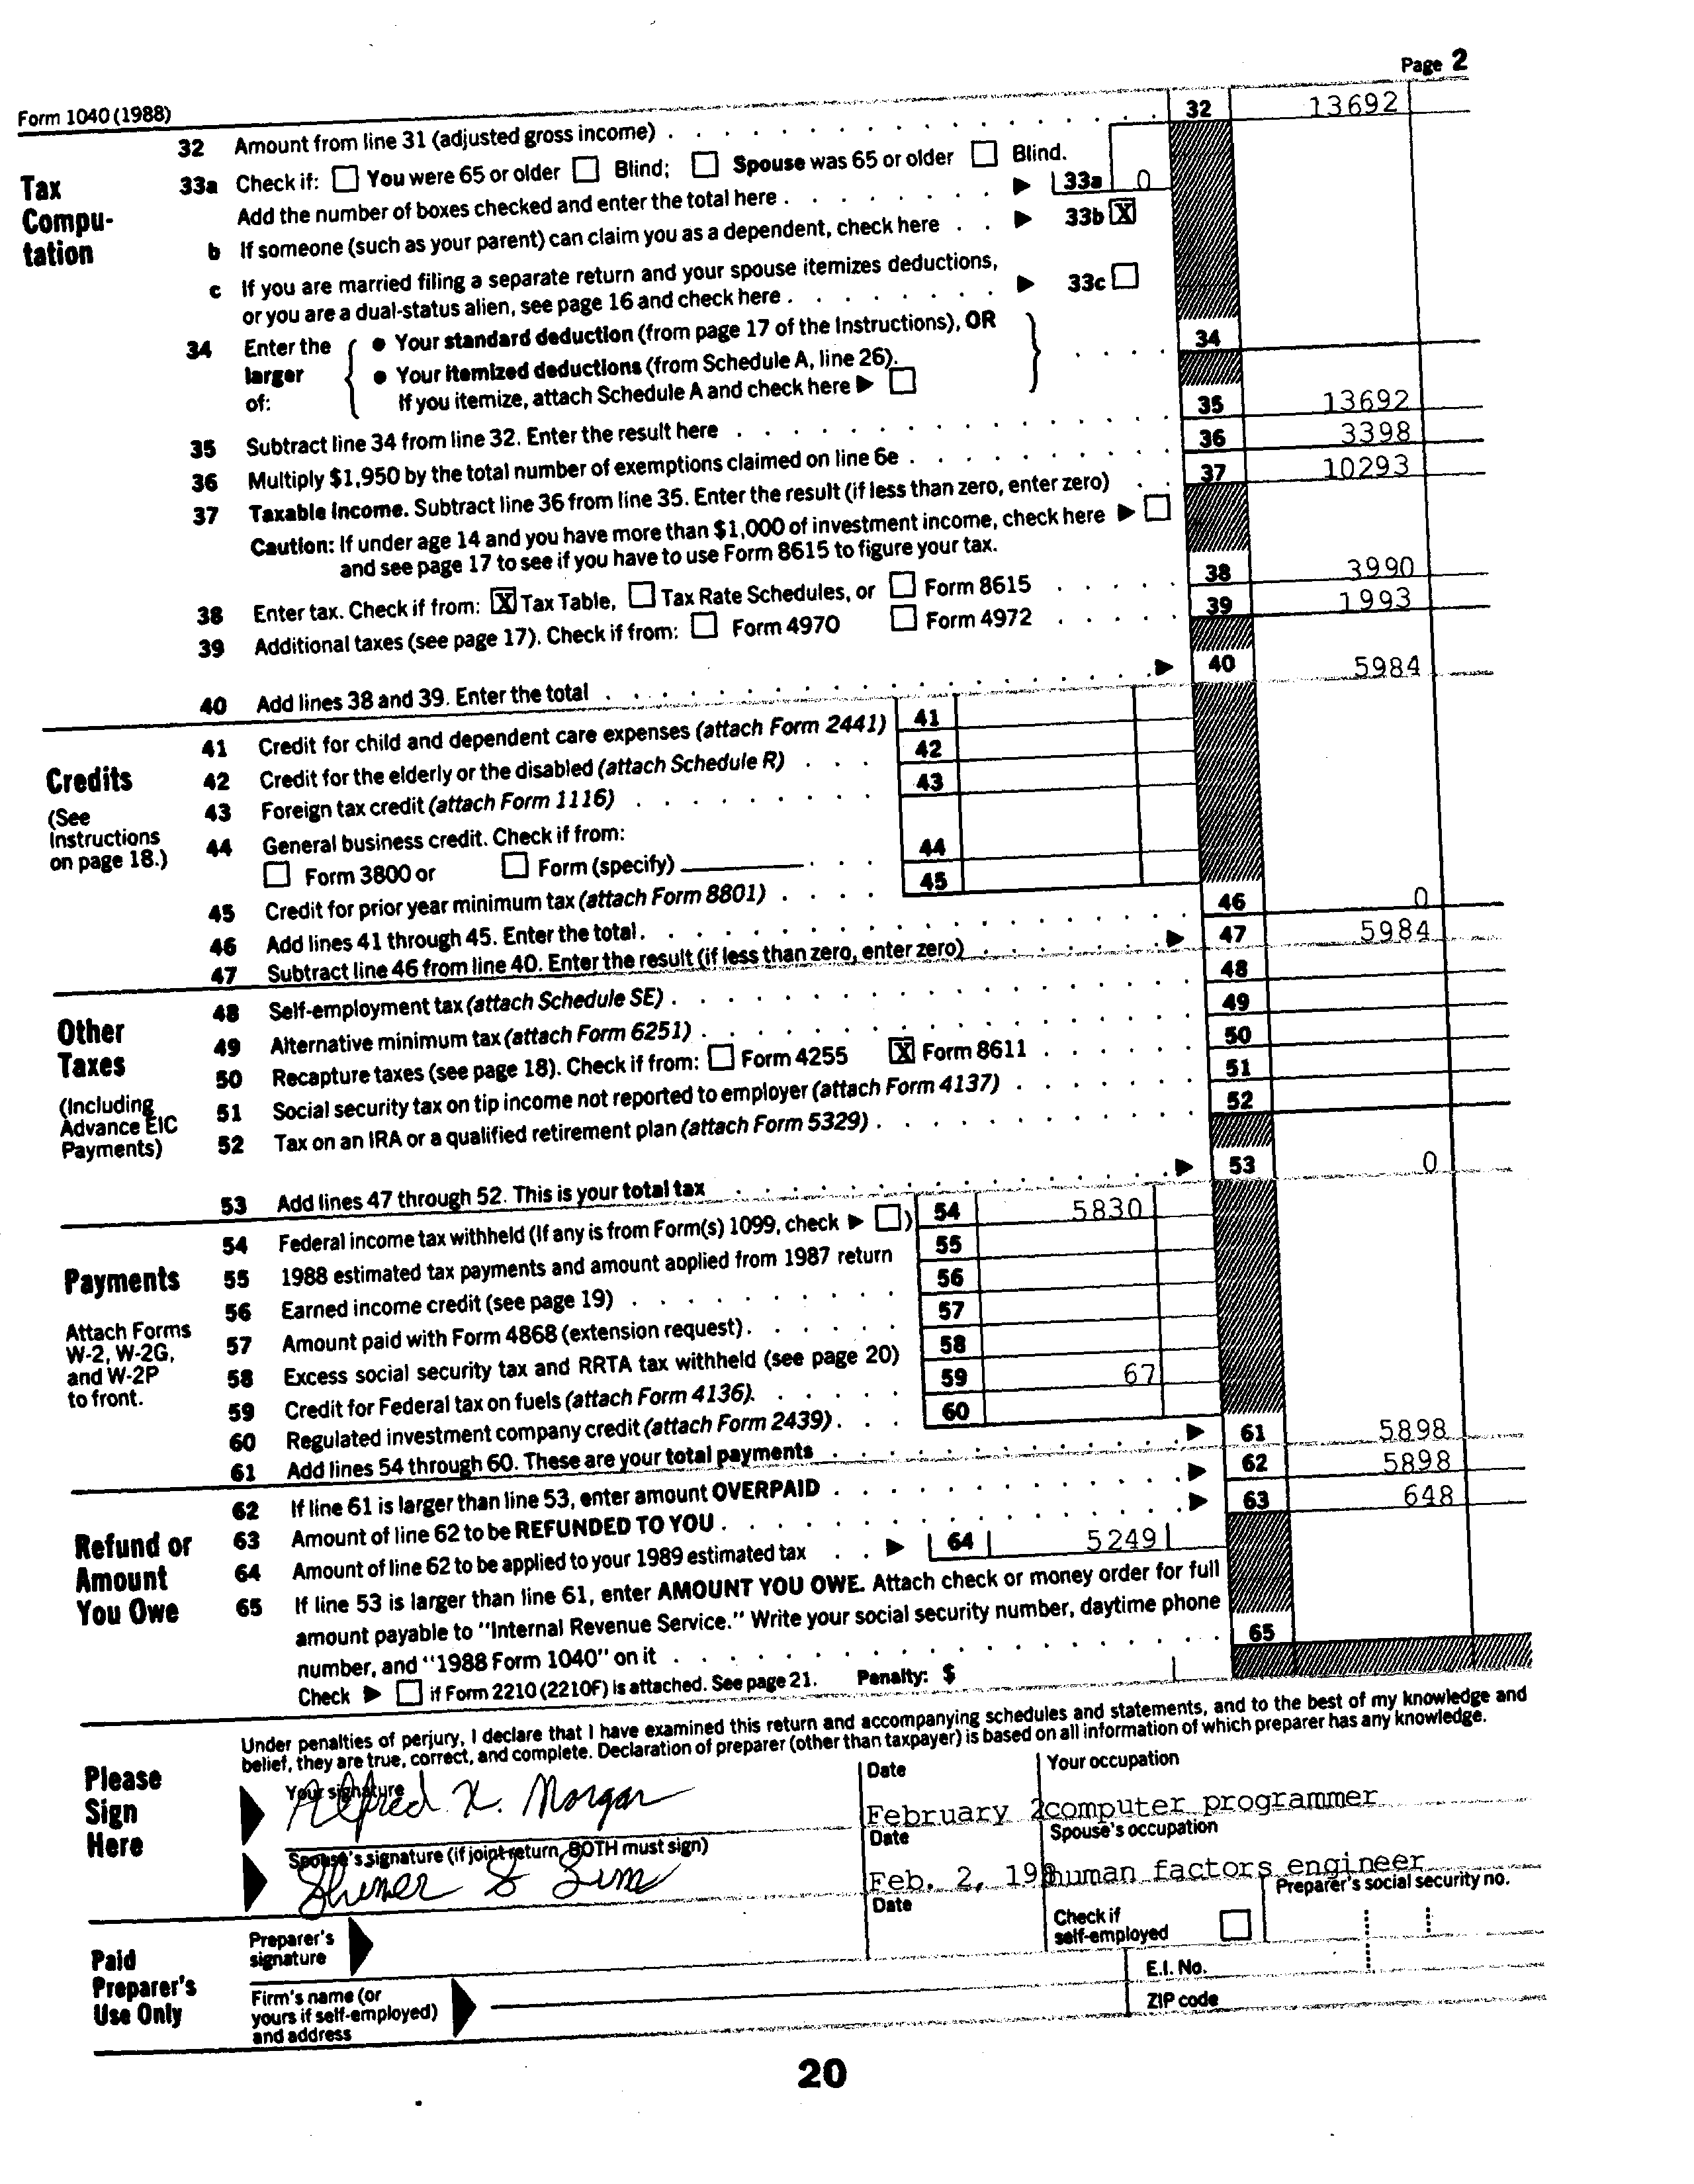 Page 2
Form 1040 (1988)
32 Amount from line 31 (adjusted gross income) 32 13692
Tax Compu- tation
33a Check if: You were 65 or older Blind; Spouse was 65 or older Blind.
Add the number of boxes checked and enter the total here 33a 0
b If someone (such as your parent) can claim you as a dependent, check here 33b X
c If you are married filing a separate return and your spouse itemizes deductions,
or you are a dual-status alien, see page 16 and check here 33c
34 Enter the larger of: • Your standard deduction (from page 17 of the Instructions), OR 34
• Your itemized deductions (from Schedule A, line 26).
If you itemize, attach Schedule A and check here
35 Subtract line 34 from line 32. Enter the result here 35 13692
36 Multiply $1,950 by the total number of exemptions claimed on line 6e 36 3398
37 Taxable income. Subtract line 36 from line 35. Enter the result (if less than zero, enter zero) 37 10293
Caution: If under age 14 and you have more than $1,000 of investment income, check here
and see page 17 to see if you have to use Form 8615 to figure your tax.
38 Enter tax. Check if from: X Tax Table, Tax Rate Schedules, or Form 8615 38 3990
39 Additional taxes (see page 17). Check if from: Form 4970 Form 4972 39 1993
40 Add lines 38 and 39. Enter the total 40 5984
Credits
(See Instructions on page 18.)
41 Credit for child and dependent care expenses (attach Form 2441) 41
42 Credit for the elderly or the disabled (attach Schedule R) 42
43 Foreign tax credit (attach Form 1116) 43
44 General business credit. Check if from:
Form 3800 or Form (specify) 44
45 Credit for prior year minimum tax (attach Form 8801) 45
46 Add lines 41 through 45. Enter the total. 46 0
47 Subtract line 46 from line 40. Enter the result (if less than zero, enter zero) 47 5984
Other Taxes
(Including Advance EIC Payments)
48 Self-employment tax (attach Schedule SE) 48
49 Alternative minimum tax (attach Form 6251) 49
50 Recapture taxes (see page 18). Check if from: Form 4255 X Form 8611 50
51 Social security tax on tip income not reported to employer (attach Form 4137) 51
52 Tax on an IRA or a qualified retirement plan (attach Form 5329) 52
53 Add lines 47 through 52. This is your total tax 53 0
Payments
Attach Forms W-2, W-2G, and W-2P to front.
54 Federal income tax withheld (If any is from Form(s) 1099, check ) 54 5830
55 1988 estimated tax payments and amount applied from 1987 return 55
56 Earned income credit (see page 19) 56
57 Amount paid with Form 4868 (extension request) 57
58 Excess social security tax and RRTA tax withheld (see page 20) 58
59 Credit for Federal tax on fuels (attach Form 4136). 59 67
60 Regulated investment company credit (attach Form 2439) 60
61 Add lines 54 through 60. These are your total payments 61 5898
Refund or Amount You Owe
62 If line 61 is larger than line 53, enter amount OVERPAID 62 5898
63 Amount of line 62 to be REFUNDED TO YOU 63 648
64 Amount of line 62 to be applied to your 1989 estimated tax 64 5249
65 If line 53 is larger than line 61, enter AMOUNT YOU OWE. Attach check or money order for full
amount payable to "Internal Revenue Service." Write your social security number, daytime phone
number, and "1988 Form 1040" on it 65
Check if Form 2210 (2210F) is attached. See page 21. Penalty: $
Please Sign Here
Under penalties of perjury, I declare that I have examined this return and accompanying schedules and statements, and to the best of my knowledge and
belief, they are true, correct, and complete. Declaration of preparer (other than taxpayer) is based on all information of which preparer has any knowledge.
Your signature Date Your occupation
Alfred X. Morgan February 2 computer programmer
Spouse's signature (if joint return, BOTH must sign) Date Spouse's occupation
Feb. 2, 19 human factors engineer
Paid Preparer's Use Only
Preparer's signature Date Check if self-employed Preparer's social security no.
Firm's name (or yours if self-employed) and address E.I. No.
ZIP code
20